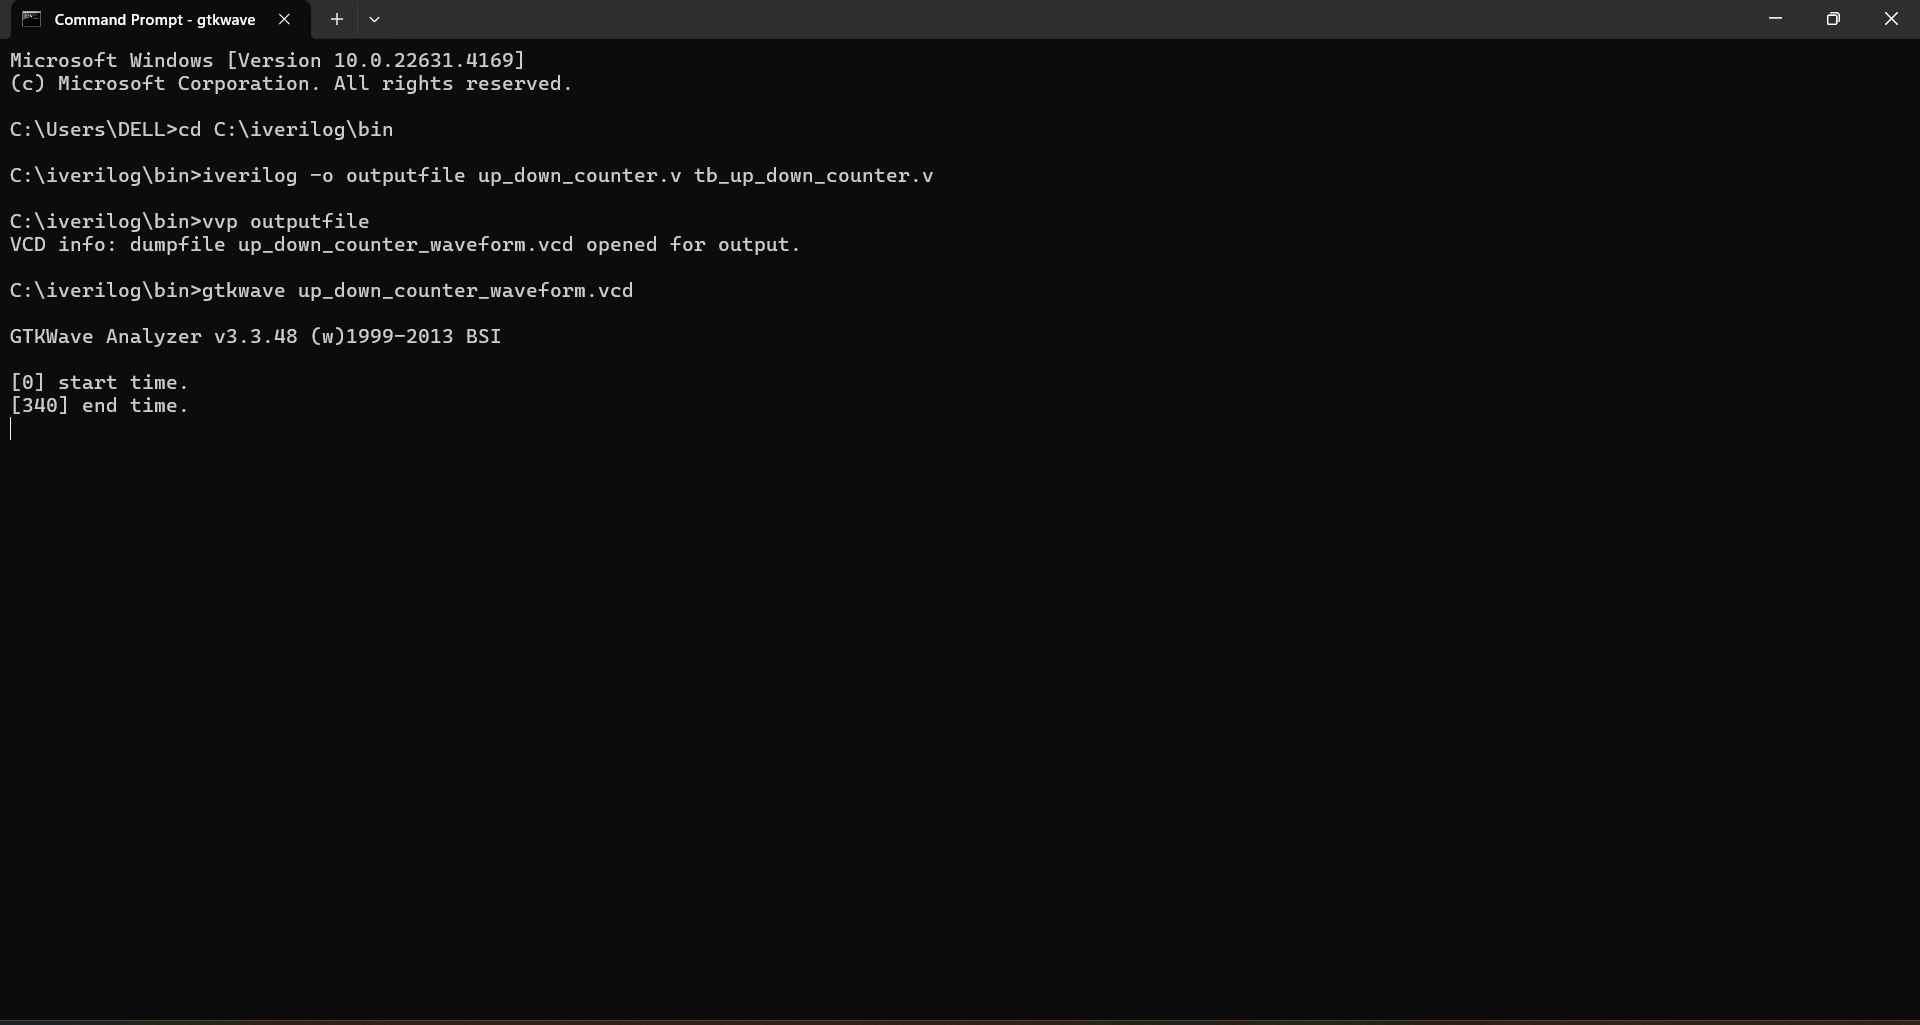 Command Prompt - gtkwave
Microsoft Windows [Version 10.0.22631.4169]
(c) Microsoft Corporation. All rights reserved.
C:\Users\DELL>cd C:\iverilog\bin
C:\iverilog\bin>iverilog -o outputfile up_down_counter.v tb_up_down_counter.v
C:\iverilog\bin>vvp outputfile
VCD info: dumpfile up_down_counter_waveform.vcd opened for output.
C:\iverilog\bin>gtkwave up_down_counter_waveform.vcd
GTKWave Analyzer v3.3.48 (w)1999-2013 BSI
[0] start time.
[340] end time.